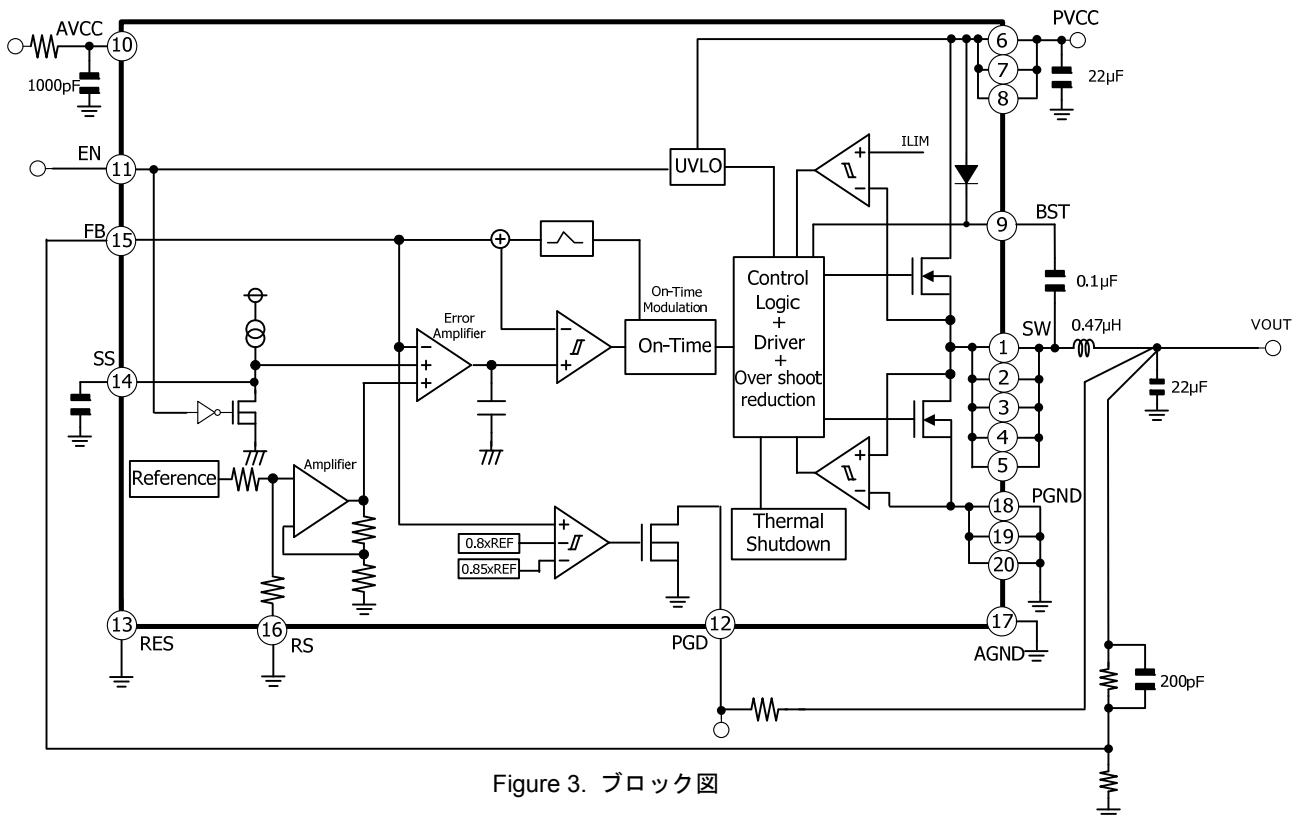 AVCC
10
1000pF
PVCC
6
7
8
22µF
EN
11
UVLO
ILIM
FB
15
BST
9
0.1µF
Control
Logic
+
Driver
+
Over shoot
reduction
On-Time
Modulation
On-Time
Error
Amplifier
SS
14
SW
1
2
3
4
5
0.47µH
VOUT
22µF
Reference
Amplifier
0.8xREF
0.85xREF
Thermal
Shutdown
PGND
18
19
20
13
RES
16
RS
12
PGD
17
AGND
200pF
Figure 3. ブロック図